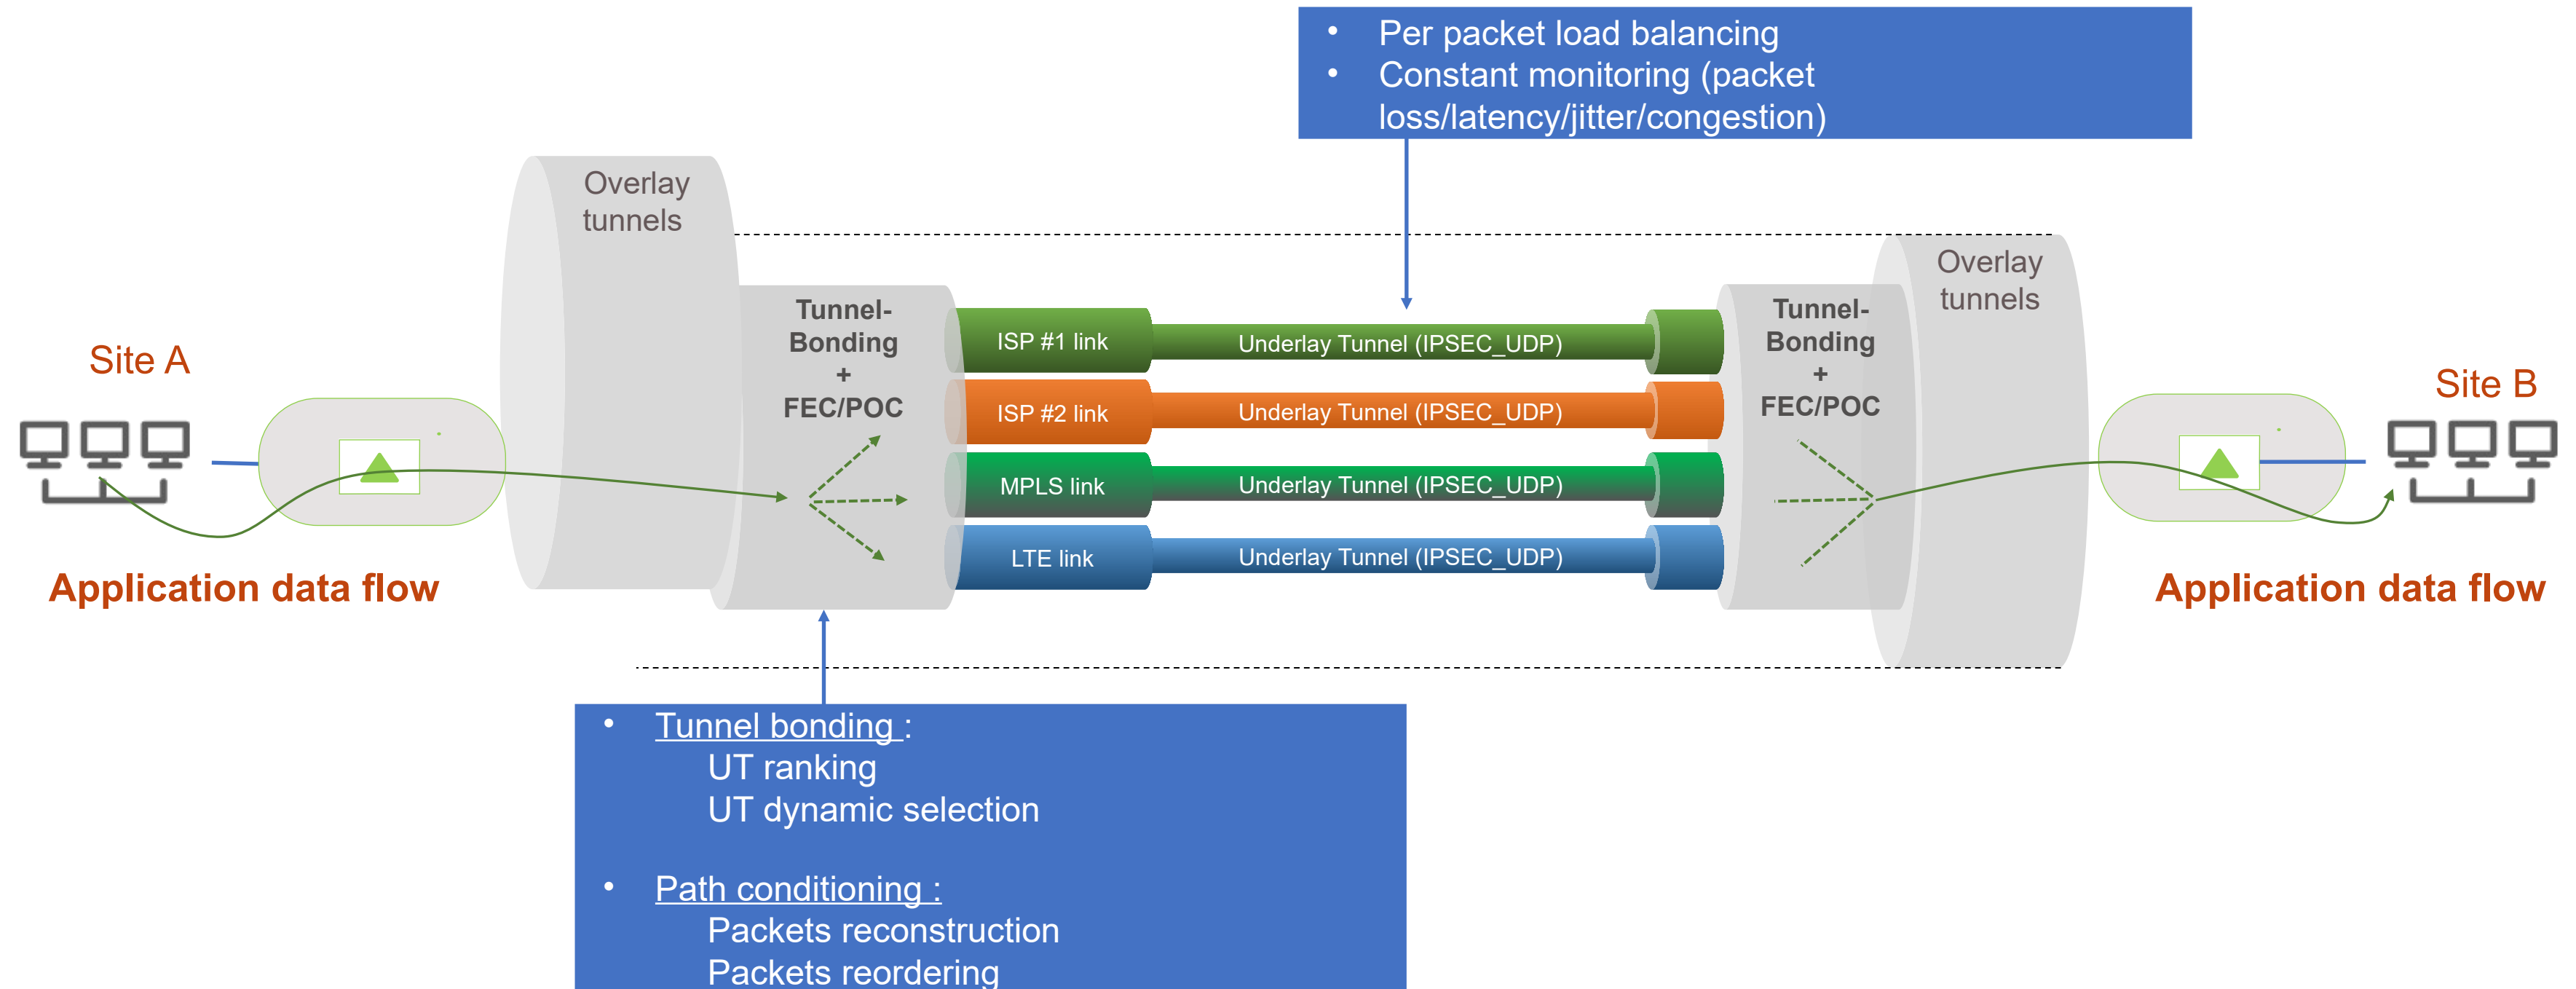 • Per packet load balancing
• Constant monitoring (packet
loss/latency/jitter/congestion)
Overlay
tunnels
Overlay
tunnels
Tunnel-
Bonding
+
FEC/POC
Tunnel-
Bonding
+
FEC/POC
ISP #1 link
Underlay Tunnel (IPSEC_UDP)
ISP #2 link
Underlay Tunnel (IPSEC_UDP)
MPLS link
Underlay Tunnel (IPSEC_UDP)
LTE link
Underlay Tunnel (IPSEC_UDP)
Site A
Site B
Application data flow
Application data flow
• Tunnel bonding :
UT ranking
UT dynamic selection
• Path conditioning :
Packets reconstruction
Packets reordering